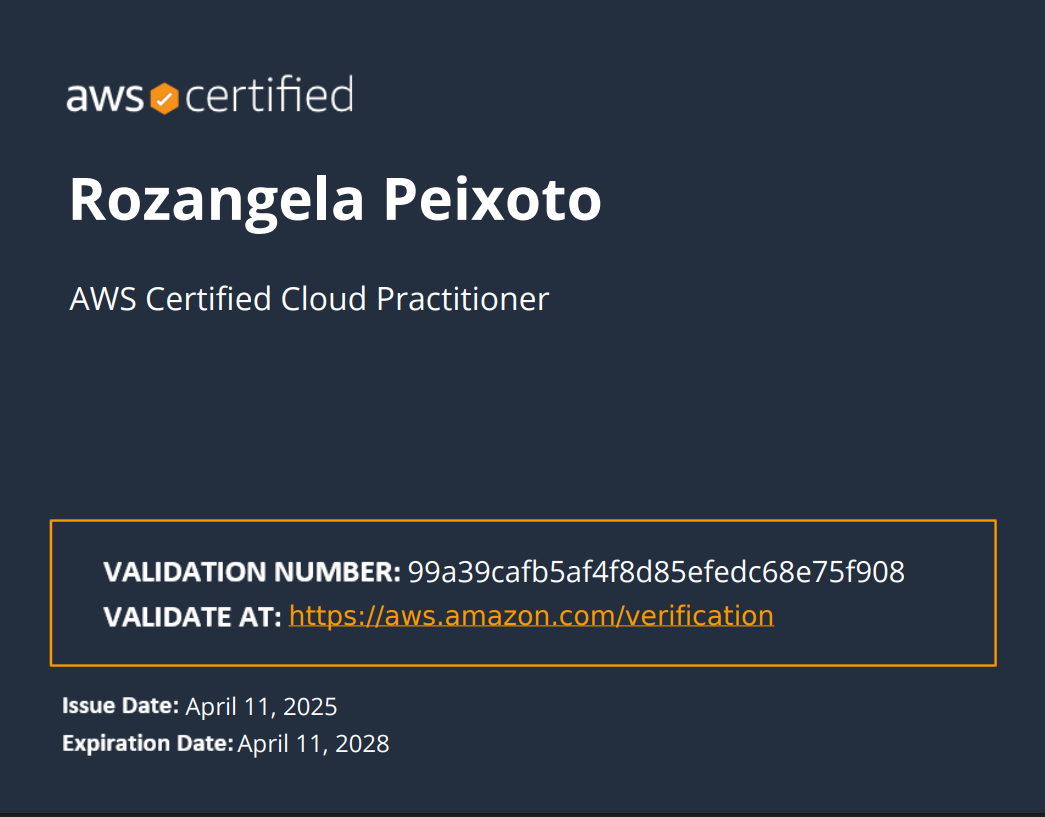 aws certified
Rozangela Peixoto
AWS Certified Cloud Practitioner
VALIDATION NUMBER: 99a39cafb5af4f8d85efedc68e75f908
VALIDATE AT: https://aws.amazon.com/verification
Issue Date: April 11, 2025
Expiration Date: April 11, 2028